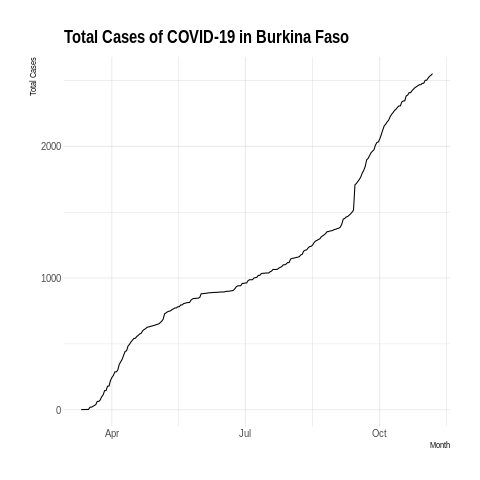 Total Cases of COVID-19 in Burkina Faso
Total Cases
2000
1000
0
Apr
Jul
Oct
Month